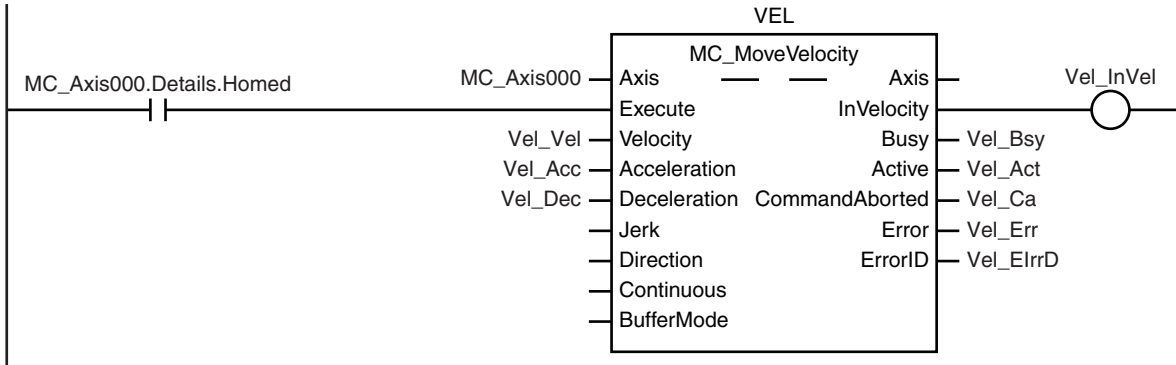 VEL
MC_MoveVelocity
MC_Axis000.Details.Homed
MC_Axis000 Axis Axis Vel_InVel
Execute InVelocity
Vel_Vel Velocity Busy Vel_Bsy
Vel_Acc Acceleration Active Vel_Act
Vel_Dec Deceleration CommandAborted Vel_Ca
Jerk Error Vel_Err
Direction ErrorID Vel_EIrrD
Continuous
BufferMode